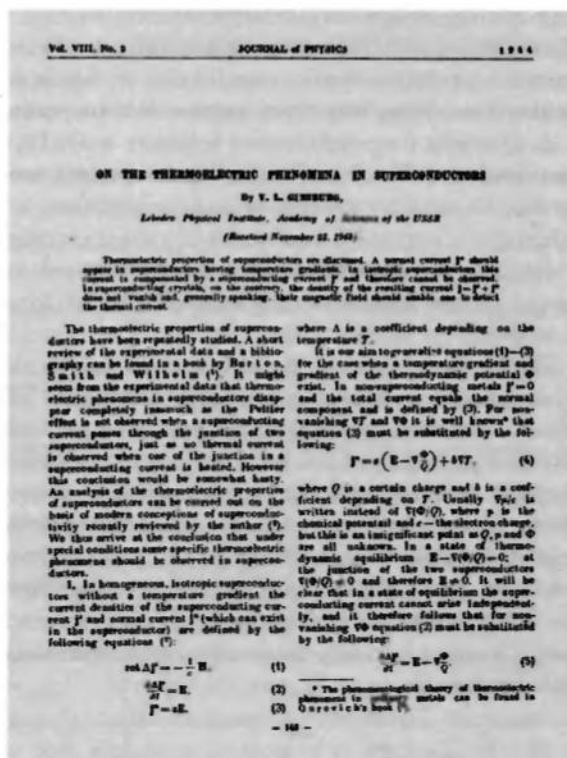 Vol. VIII, No. 3 JOURNAL of PHYSICS 1944
ON THE THERMOELECTRIC PHENOMENA IN SUPERCONDUCTORS
By V. L. GINSBURG,
Lebedev Physical Institute, Academy of Sciences of the USSR
(Received November 23,
Thermoelectric properties of superconductors are discussed. A normal current jⁿ should
appear in superconductors having temperature gradients. In isotropic superconductors this
current is compensated by a superconducting current jˢ and therefore cannot be observed.
In superconducting crystals, on the contrary, the density of the resulting current j = jˢ + jⁿ
does not vanish and, generally speaking, their magnetic field should enable one to detect
the thermal current.
The thermoelectric properties of supercon-
ductors have been repeatedly studied. A short
review of the experimental data and a biblio-
graphy can be found in a book by Burton,
Smith and Wilhelm (¹). It might
seem from the experimental data that thermo-
electric phenomena in superconductors disap-
pear completely inasmuch as the Peltier
effect is not observed when a superconducting
current passes through the junction of two
superconductors, just as no thermal current
is observed when one of the junction in a
superconducting current is heated. However
this conclusion would be somewhat hasty.
An analysis of the thermoelectric properties
of superconductors can be carried out on the
basis of modern conceptions of superconduc-
tivity recently reviewed by the author (²).
We thus arrive at the conclusion that under
special conditions some specific thermoelectric
phenomena should be observed in supercon-
ductors.
1. In homogeneous, isotropic superconduc-
tors without a temperature gradient the
current densities of the superconducting cur-
rent jˢ and normal current jⁿ (which can exist
in the superconductor) are defined by the
following equations (²):
rot Λjˢ = − 1/c H, (1)
∂Λjˢ/∂t = E, (2)
jⁿ = σE, (3)
where Λ is a coefficient depending on the
temperature T.
It is our aim to generalize equations (1)—(3)
for the case when a temperature gradient and
gradient of the thermodynamic potential Φ
exist. In non-superconducting metals jˢ = 0
and the total current equals the normal
component and is defined by (3). For non-
vanishing ∇T and ∇Φ it is well known* that
equation (3) must be substituted by the fol-
lowing:
jⁿ = σ(E − ∇Φ/Q) + b∇T, (4)
where Q is a certain charge and b is a coef-
ficient depending on T. Usually ∇μ/e is
written instead of ∇(Φ/Q), where μ is the
chemical potential and e — the electron charge,
but this is an insignificant point as Q, μ and Φ
are all unknown. In a state of thermo-
dynamic equilibrium E − ∇(Φ/Q) = 0; at
the junction of the two superconductors
∇(Φ/Q) ≠ 0 and therefore E ≠ 0. It will be
clear that in a state of equilibrium the super-
conducting current cannot arise independent-
ly, and it therefore follows that for non-
vanishing ∇Φ equation (2) must be substituted
by the following:
∂Λjˢ/∂t = E − ∇Φ/Q. (5)
* The phenomenological theory of thermoelectric
phenomena in metals can be found in
Gurevich's book
— 148 —